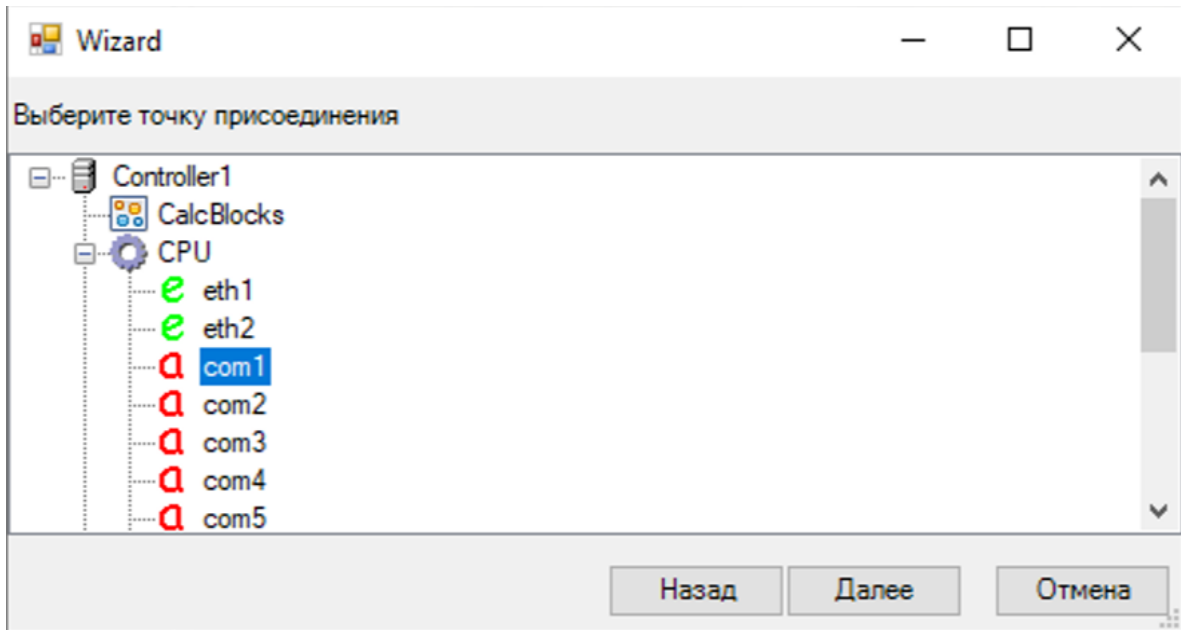 Wizard
Выберите точку присоединения
Controller1
CalcBlocks
CPU
eth1
eth2
com1
com2
com3
com4
com5
Назад Далее Отмена